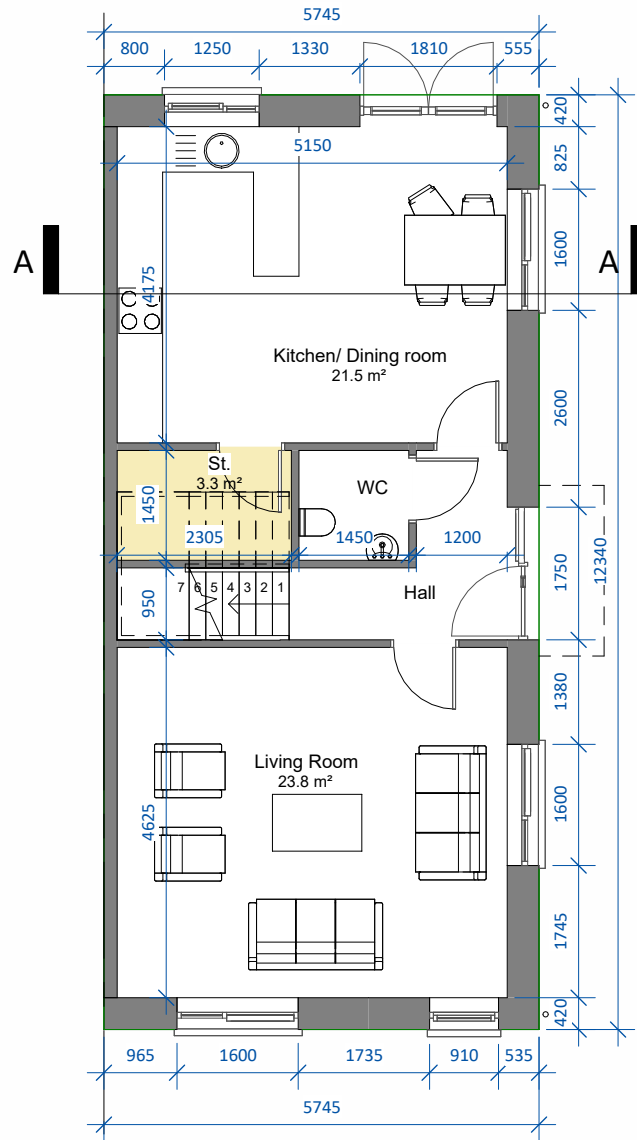 5745
800 1250 1330 1810 555
420
5150
825
A
A
1600
4175
Kitchen/ Dining room
21.5 m²
2600
St.
3.3 m²
WC
1450
2305 1450 1200
1750
12340
7 6 5 4 3 2 1
950
Hall
1380
Living Room
23.8 m²
1600
4625
1745
420
965 1600 1735 910 535
5745